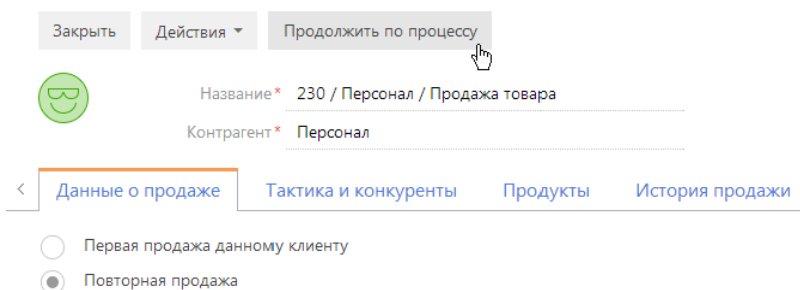 Закрыть Действия Продолжить по процессу
Название* 230 / Персонал / Продажа товара
Контрагент* Персонал
Данные о продаже Тактика и конкуренты Продукты История продажи
Первая продажа данному клиенту
Повторная продажа